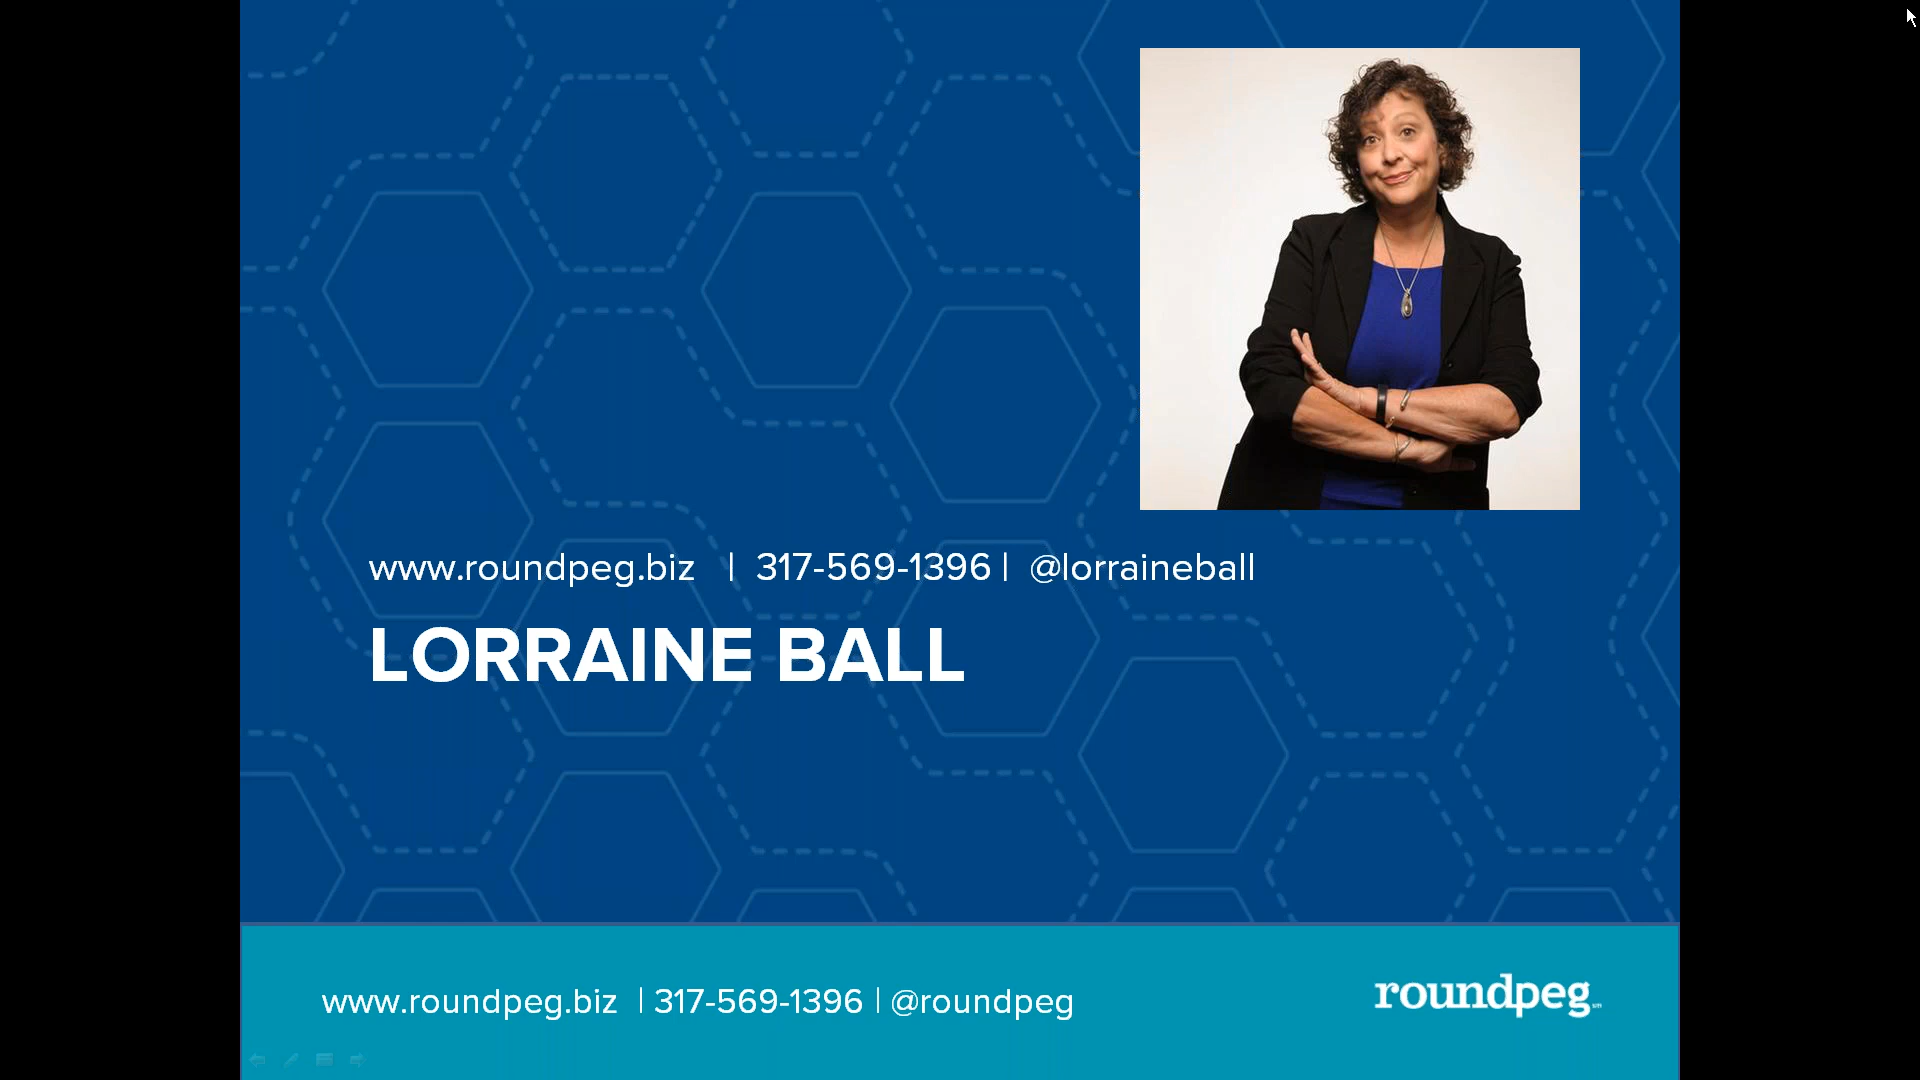 www.roundpeg.biz | 317-569-1396 | @lorraineball
LORRAINE BALL
www.roundpeg.biz | 317-569-1396 | @roundpeg
roundpeg